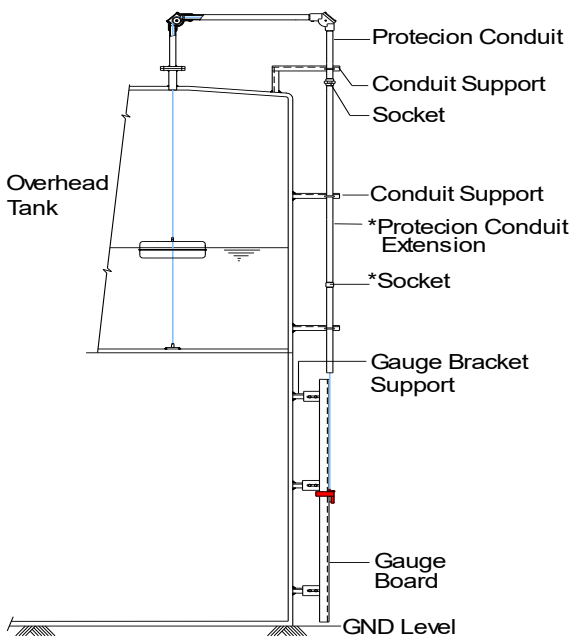 Protecion Conduit
Conduit Support
Socket
Overhead
Tank
Conduit Support
*Protecion Conduit
Extension
*Socket
Gauge Bracket
Support
Gauge
Board
GND Level